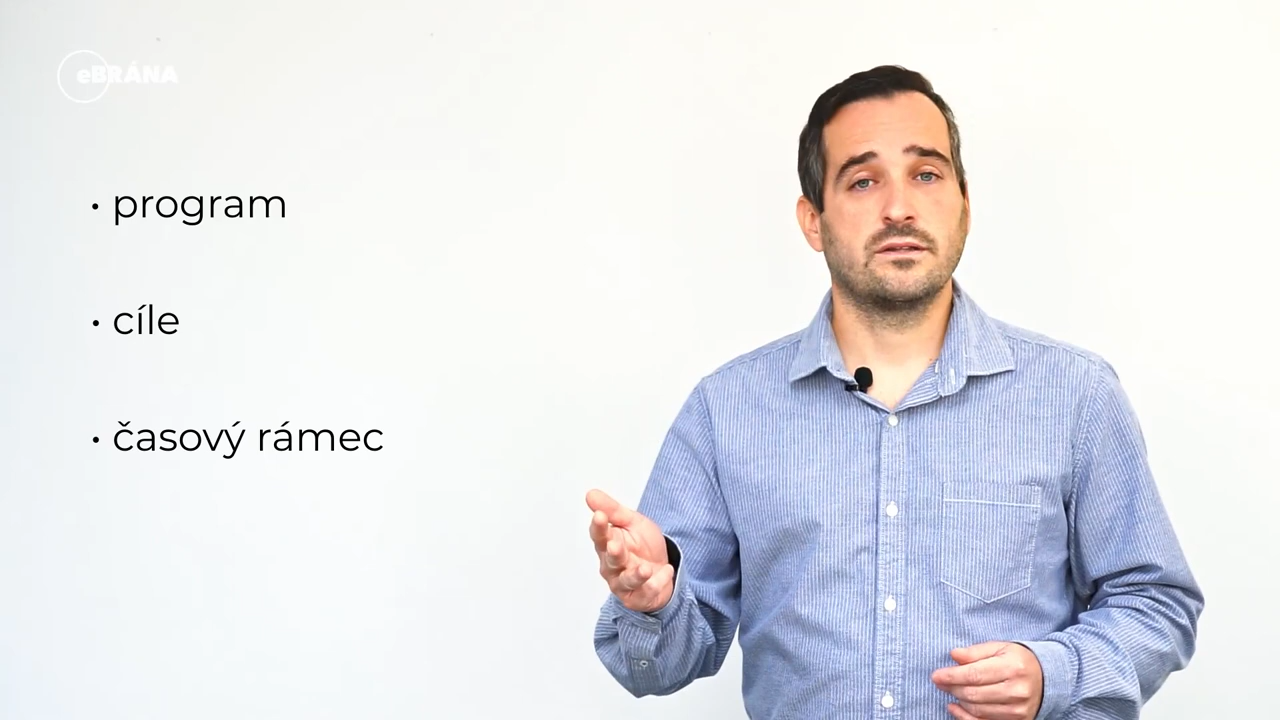 eBRÁNA
• program
• cíle
• časový rámec